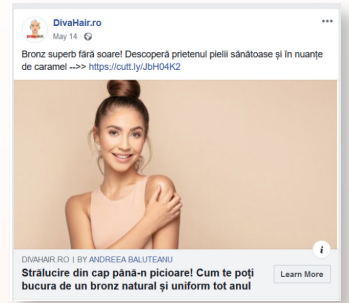 DivaHair.ro
May 14 ·
Bronz superb fără soare! Descoperă prietenul pielii sănătoase și în nuanțe
de caramel -->> https://cutt.ly/JbH04K2
DIVAHAIR.RO | BY ANDREEA BALUTEANU
Strălucire din cap până-n picioare! Cum te poți
bucura de un bronz natural și uniform tot anul
Learn More